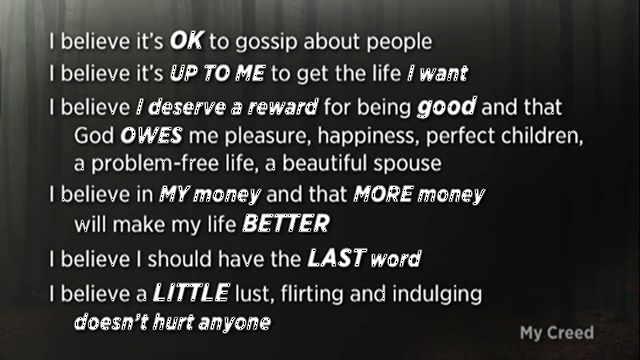 I believe it's OK to gossip about people
I believe it's UP TO ME to get the life I want
I believe I deserve a reward for being good and that
God OWES me pleasure, happiness, perfect children,
a problem-free life, a beautiful spouse
I believe in MY money and that MORE money
will make my life BETTER
I believe I should have the LAST word
I believe a LITTLE lust, flirting and indulging
doesn't hurt anyone
My Creed